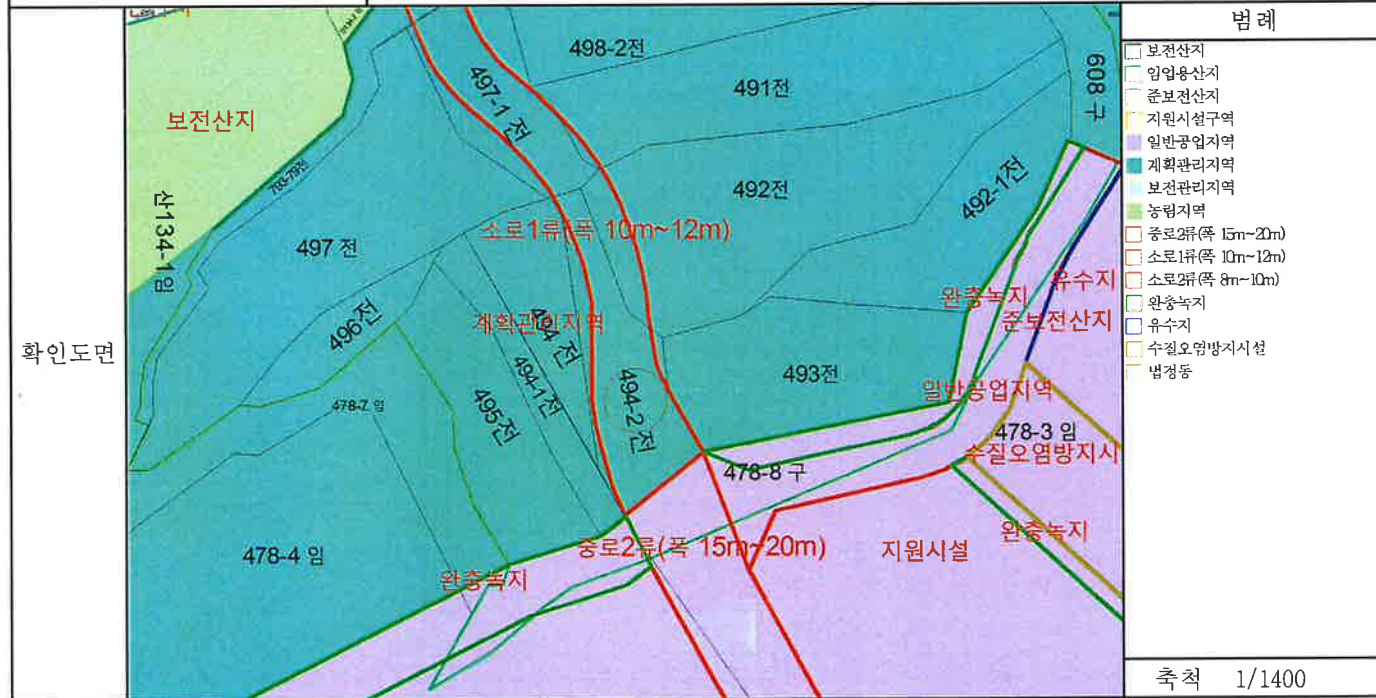 확인도면
보전산지
산134-1임
793-79전
498-2전
497-1 전
491전
608 구
492전
492-1전
497 전
소로1류(폭 10m~12m)
496전
계획관리지역
494 전
494-1전
494-2 전
495전
478-7 임
493전
완충녹지
유수지
준보전산지
일반공업지역
478-3 임
수질오염방지시
478-8 구
478-4 임
중로2류(폭 15m~20m)
지원시설
완충녹지
완충녹지
범례
보전산지
임업용산지
준보전산지
지원시설구역
일반공업지역
계획관리지역
보전관리지역
농림지역
중로2류(폭 15m~20m)
소로1류(폭 10m~12m)
소로2류(폭 8m~10m)
완충녹지
유수지
수질오염방지시설
법정동
축척 1/1400